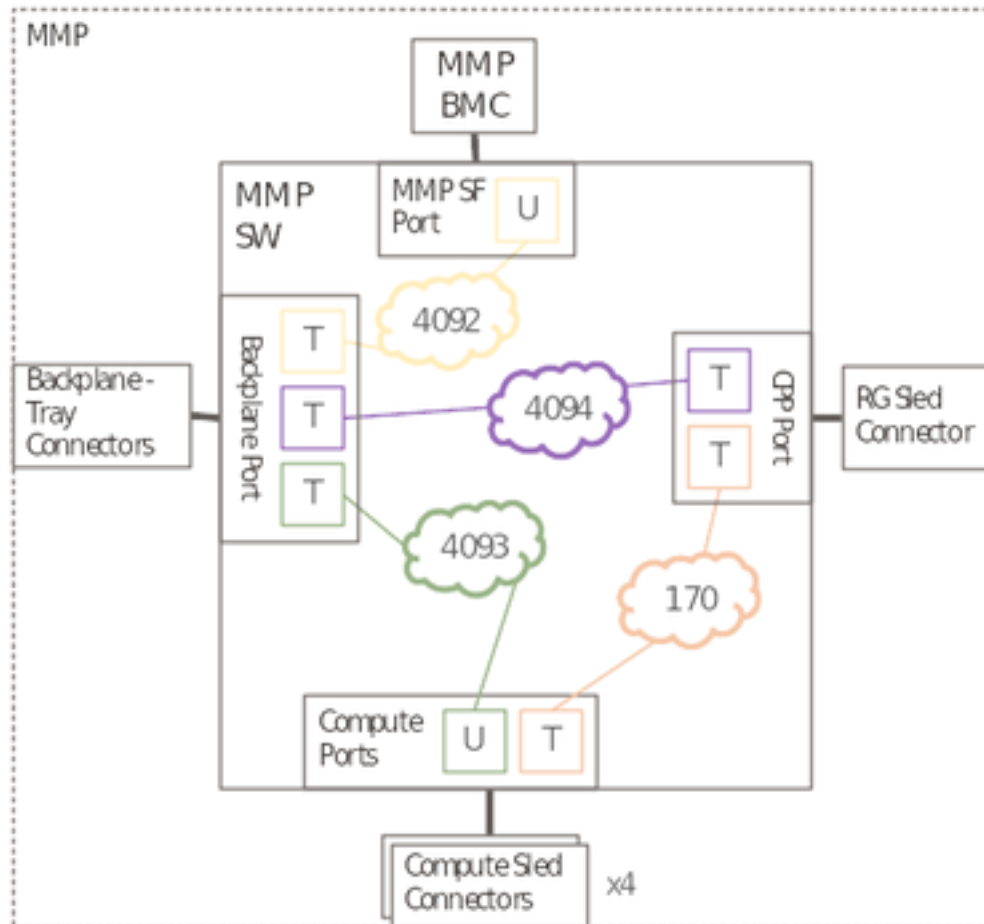 MMP
MMP
BMC
MMP
SW
MMP SF
Port
U
4092
Backplane Port
T
T
T
4094
T
T
CPP Port
Backplane -
Tray
Connectors
RG Sled
Connector
4093
170
Compute
Ports
U
T
Compute Sled
Connectors
x4